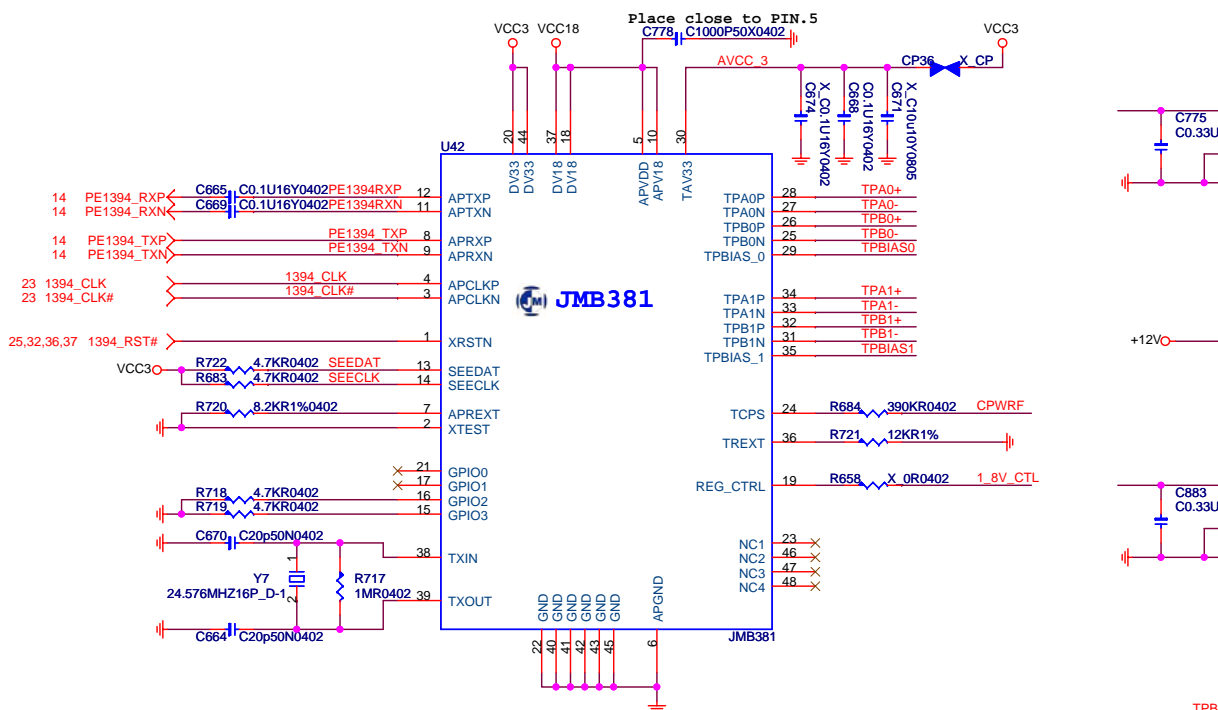 Place close to PIN.5
VCC3 VCC18
C778 C1000P50X0402
VCC3
AVCC_3
CP36 X_CP
C674
X_C0.1U16Y0402
C668
C0.1U16Y0402
C671
X_C10u10Y0805
C775
C0.33U
20 44 37 18 5 10 30
U42
DV33 DV33 DV18 DV18 APVDD APV18 TAV33
14 PE1394_RXP C665 C0.1U16Y0402 PE1394RXP 12 APTXP
14 PE1394_RXN C669 C0.1U16Y0402 PE1394RXN 11 APTXN
14 PE1394_TXP PE1394_TXP 8 APRXP
14 PE1394_TXN PE1394_TXN 9 APRXN
23 1394_CLK 1394_CLK 4 APCLKP
23 1394_CLK# 1394_CLK# 3 APCLKN
25,32,36,37 1394_RST# 1 XRSTN
VCC3 R722 4.7KR0402 SEEDAT 13 SEEDAT
R683 4.7KR0402 SEECLK 14 SEECLK
R720 8.2KR1%0402 7 APREXT
2 XTEST
21 GPIO0
17 GPIO1
R718 4.7KR0402 16 GPIO2
R719 4.7KR0402 15 GPIO3
C670 C20p50N0402 38 TXIN
1
Y7
24.576MHZ16P_D-1
2
R717
1MR0402
39 TXOUT
C664 C20p50N0402
JM JMB381
TPA0P 28 TPA0+
TPA0N 27 TPA0-
TPB0P 26 TPB0+
TPB0N 25 TPB0-
TPBIAS_0 29 TPBIAS0
TPA1P 34 TPA1+
TPA1N 33 TPA1-
TPB1P 32 TPB1+
TPB1N 31 TPB1-
TPBIAS_1 35 TPBIAS1
+12V
TCPS 24 R684 390KR0402 CPWRF
TREXT 36 R721 12KR1%
REG_CTRL 19 R658 X_0R0402 1_8V_CTL
C883
C0.33U
NC1 23
NC2 46
NC3 47
NC4 48
GND GND GND GND GND GND APGND
JMB381
22 40 41 42 43 45 6
TPB